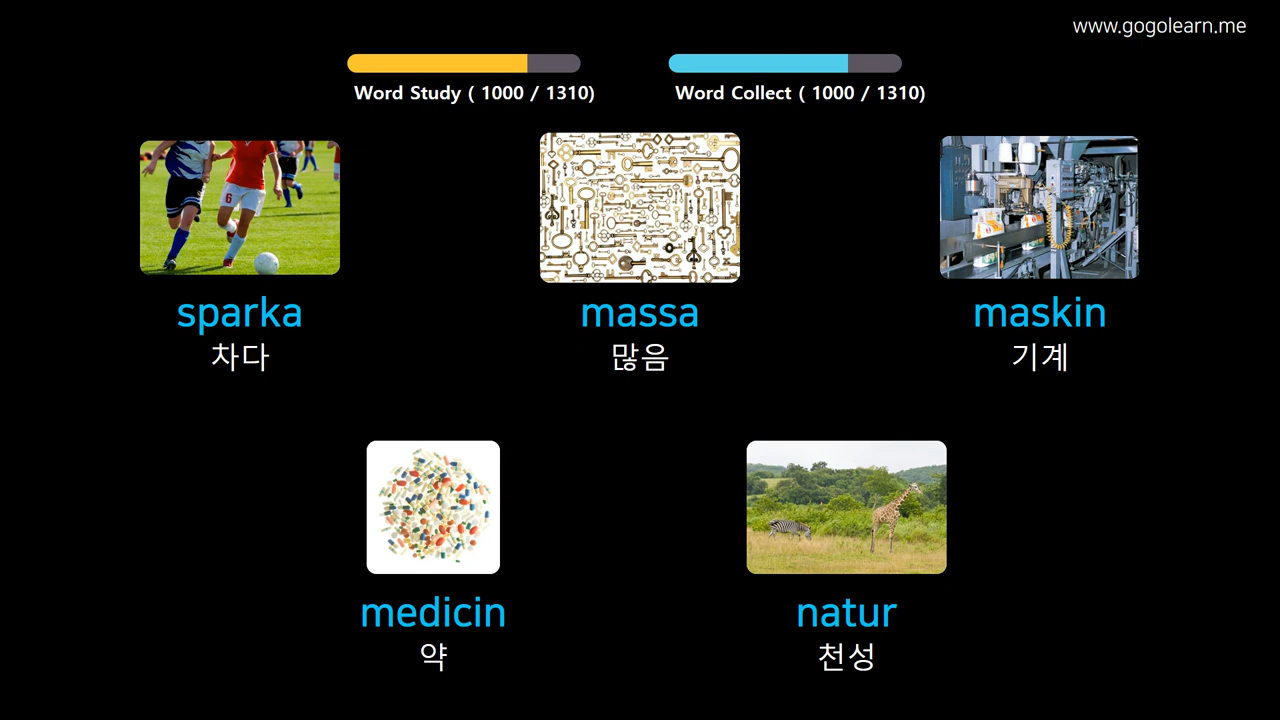 www.gogolearn.me
Word Study ( 1000 / 1310)
Word Collect ( 1000 / 1310)
6
sparka
차다
massa
많음
maskin
기계
medicin
약
natur
천성